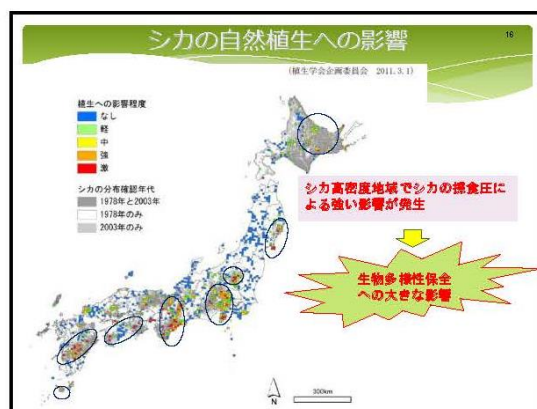 シカの自然植生への影響
16
(植生学会企画委員会 2011.3.1)
植生への影響程度
なし
軽
中
強
激
シカの分布確認年代
1978年と2003年
1978年のみ
2003年のみ
シカ高密度地域でシカの採食圧に
よる強い影響が発生
生物多様性保全
への大きな影響
N
300km